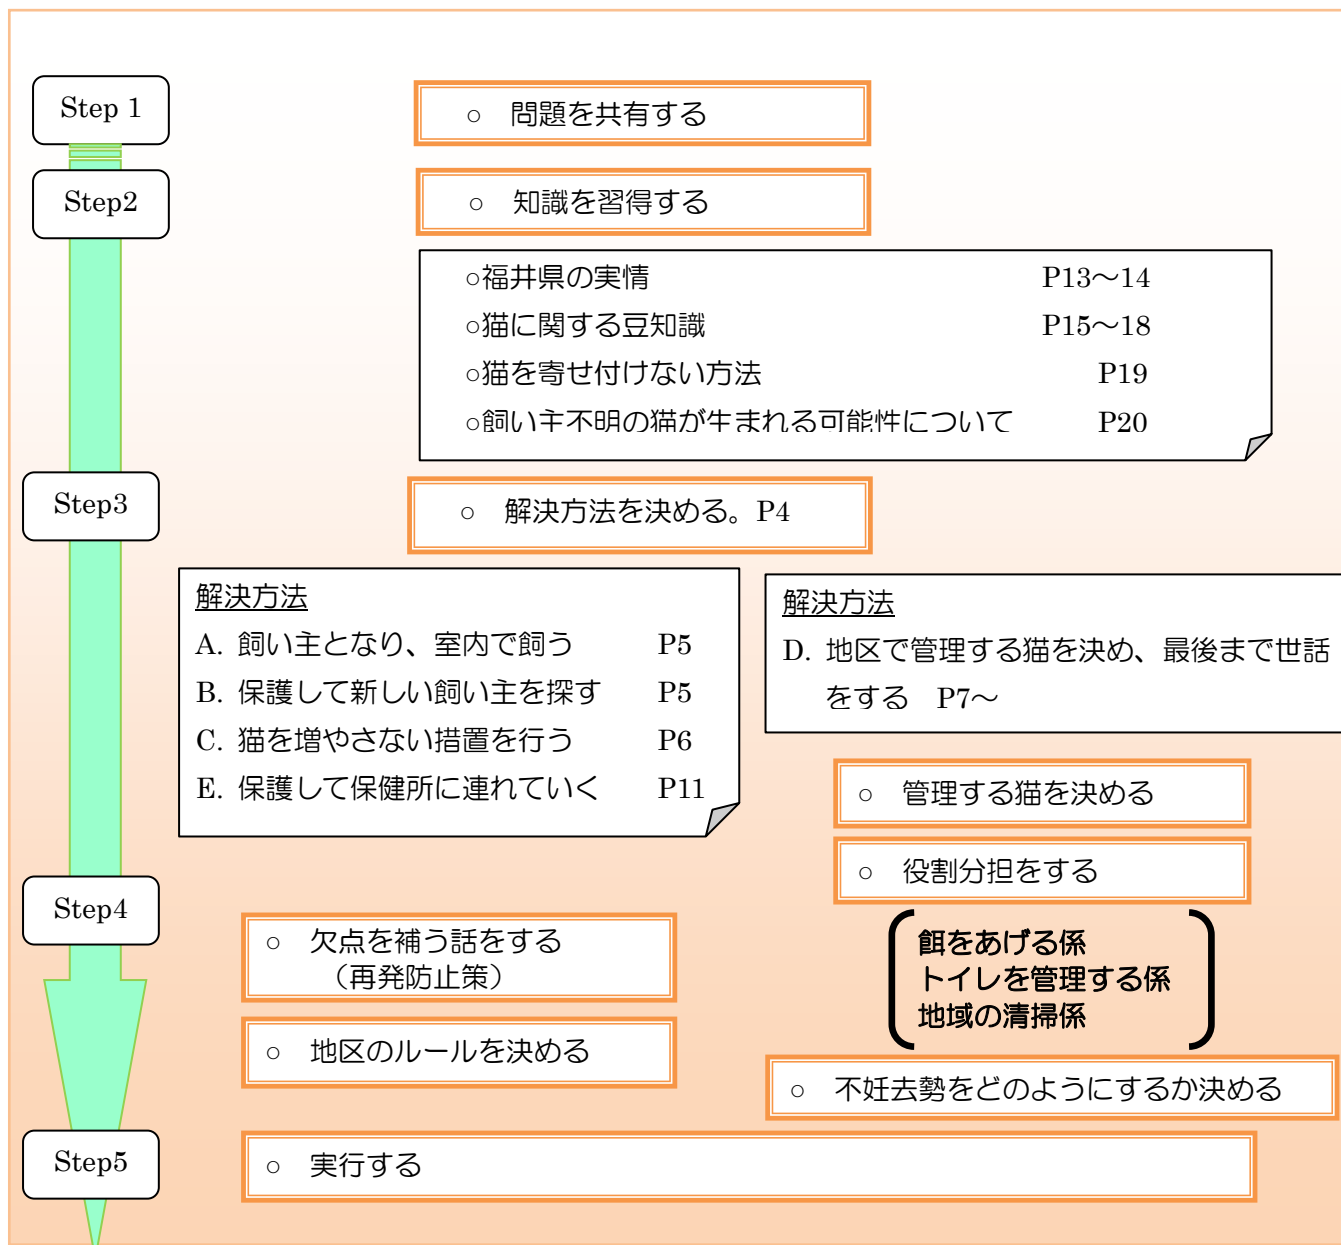 Step 1
○ 問題を共有する
Step2
○ 知識を習得する
○福井県の実情 P13～14
○猫に関する豆知識 P15～18
○猫を寄せ付けない方法 P19
○飼い主不明の猫が生まれる可能性について P20
Step3
○ 解決方法を決める。P4
解決方法
A. 飼い主となり、室内で飼う P5
B. 保護して新しい飼い主を探す P5
C. 猫を増やさない措置を行う P6
E. 保護して保健所に連れていく P11
解決方法
D. 地区で管理する猫を決め、最後まで世話
をする P7～
○ 管理する猫を決める
○ 役割分担をする
餌をあげる係
トイレを管理する係
地域の清掃係
○ 不妊去勢をどのようにするか決める
Step4
○ 欠点を補う話をする
（再発防止策）
○ 地区のルールを決める
Step5
○ 実行する